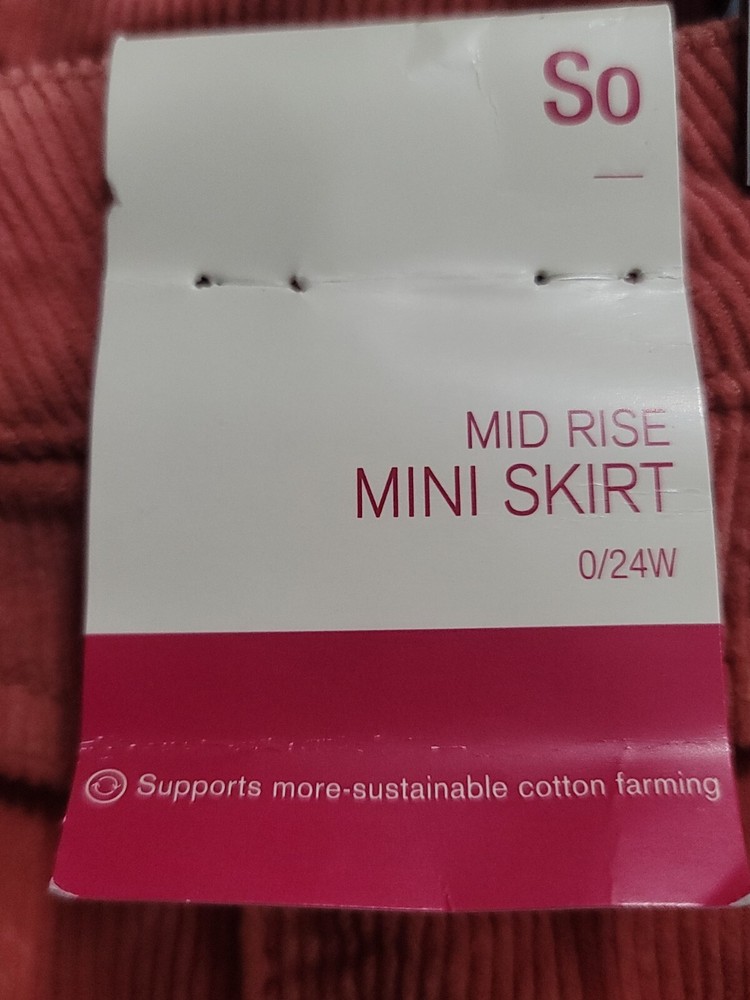 So
MID RISE
MINI SKIRT
0/24W
Supports more-sustainable cotton farming